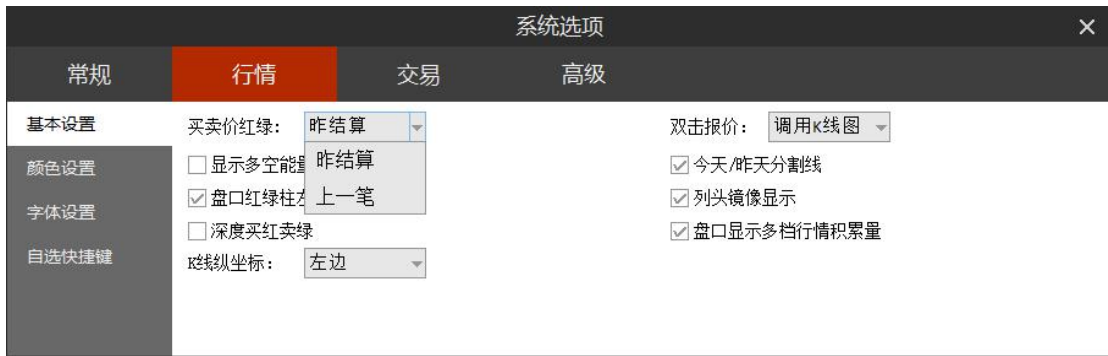 系统选项
常规 行情 交易 高级
基本设置
颜色设置
字体设置
自选快捷键
买卖价红绿： 昨结算 双击报价： 调用K线图
昨结算
上一笔
显示多空能量 今天/昨天分割线
盘口红绿柱 列头镜像显示
深度买红卖绿 盘口显示多档行情积累量
K线纵坐标： 左边